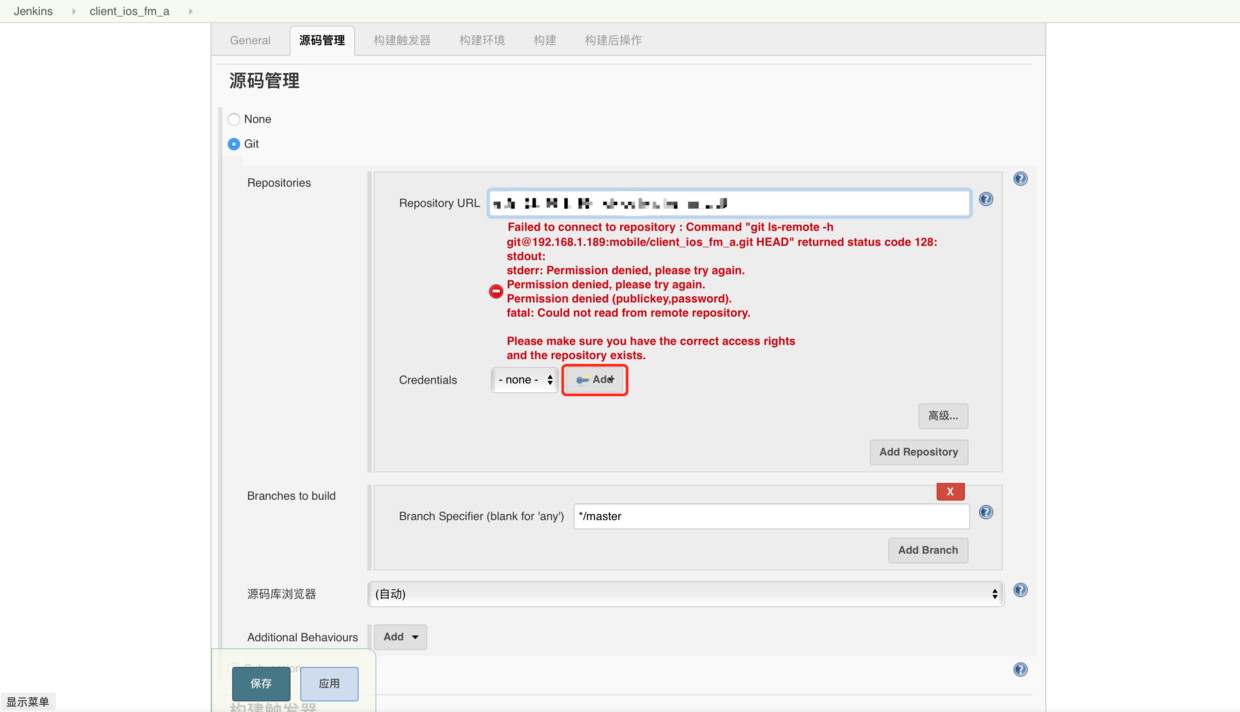 Jenkins
client_ios_fm_a
General
源码管理
构建触发器
构建环境
构建
构建后操作
源码管理
None
Git
Repositories
Repository URL
Failed to connect to repository : Command "git ls-remote -h
git@192.168.1.189:mobile/client_ios_fm_a.git HEAD" returned status code 128:
stdout:
stderr: Permission denied, please try again.
Permission denied, please try again.
Permission denied (publickey,password).
fatal: Could not read from remote repository.
Please make sure you have the correct access rights
and the repository exists.
Credentials
- none -
Add
高级...
Add Repository
Branches to build
X
Branch Specifier (blank for 'any')
*/master
Add Branch
源码库浏览器
(自动)
Additional Behaviours
Add
Subversion
保存
应用
显示菜单
构建触发器